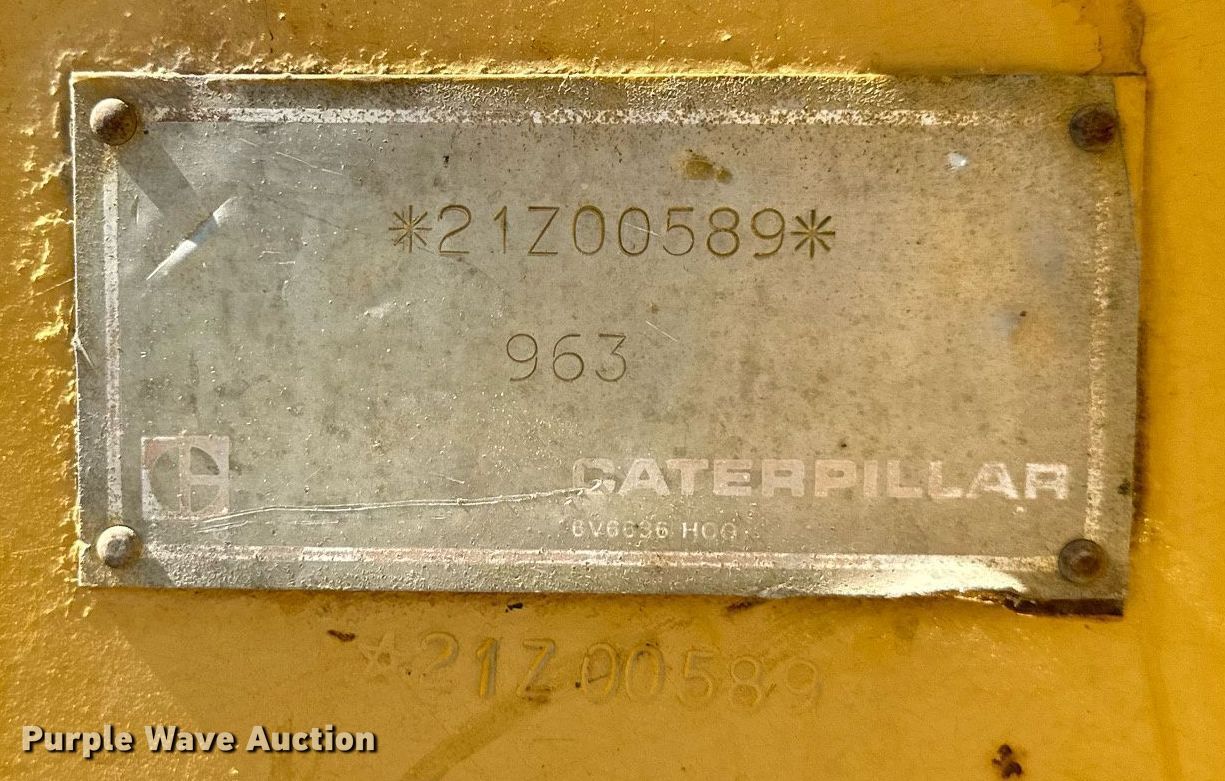 *21Z00589*
963
CATERPILLAR
*21Z00589
Purple Wave Auction